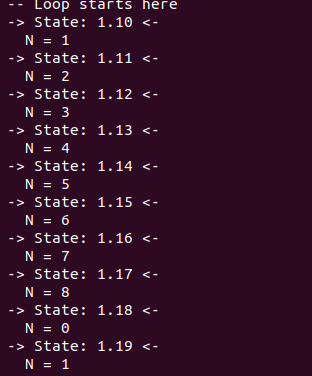 -- Loop starts here
-> State: 1.10 <-
N = 1
-> State: 1.11 <-
N = 2
-> State: 1.12 <-
N = 3
-> State: 1.13 <-
N = 4
-> State: 1.14 <-
N = 5
-> State: 1.15 <-
N = 6
-> State: 1.16 <-
N = 7
-> State: 1.17 <-
N = 8
-> State: 1.18 <-
N = 0
-> State: 1.19 <-
N = 1